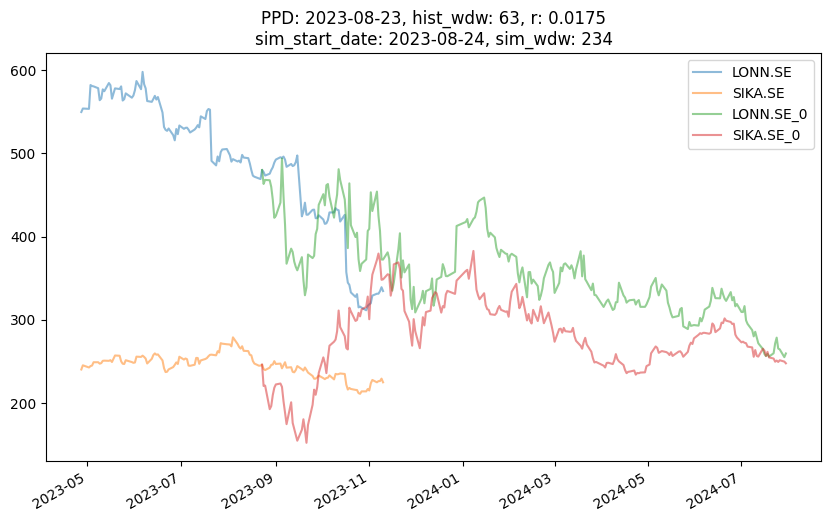 PPD: 2023-08-23, hist_wdw: 63, r: 0.0175
sim_start_date: 2023-08-24, sim_wdw: 234
LONN.SE
SIKA.SE
LONN.SE_0
SIKA.SE_0
600
500
400
300
200
2023-05
2023-07
2023-09
2023-11
2024-01
2024-03
2024-05
2024-07